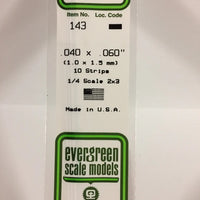 Item No. Loc. Code
143
.040 x .060"
(1.0 x 1.5 mm)
10 Strips
1/4 Scale 2x3
Made in U.S.A.
evergreen
scale models